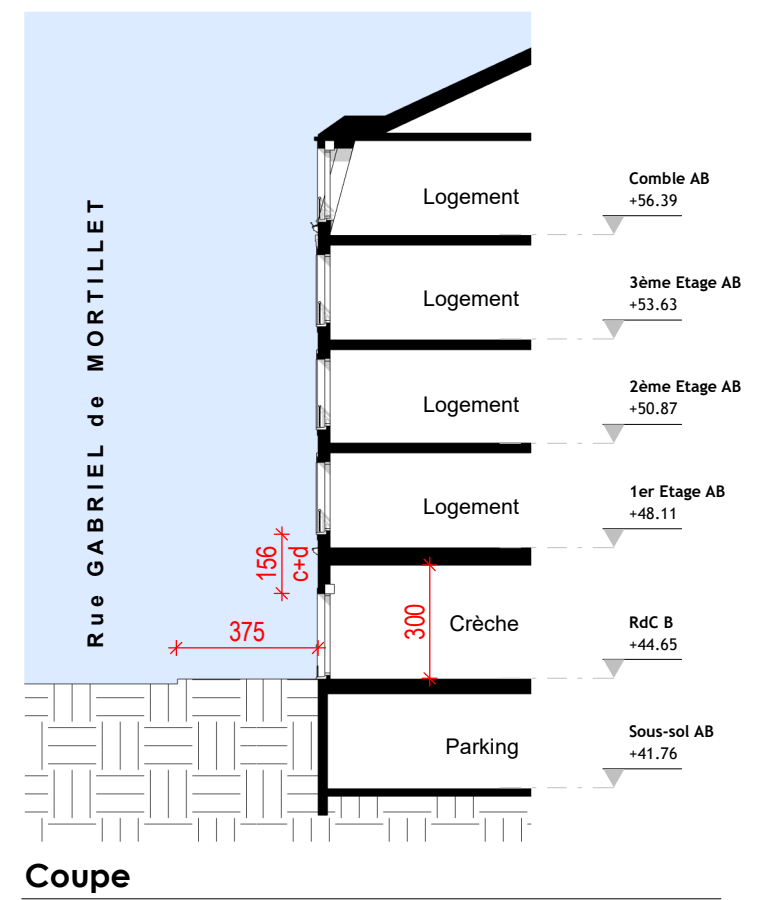 Comble AB
+56.39
Logement
3ème Etage AB
+53.63
Logement
2ème Etage AB
+50.87
Logement
1er Etage AB
+48.11
Logement
Rue GABRIEL de MORTILLET
156
c+d
300
375
Crèche
RdC B
+44.65
Parking
Sous-sol AB
+41.76
Coupe